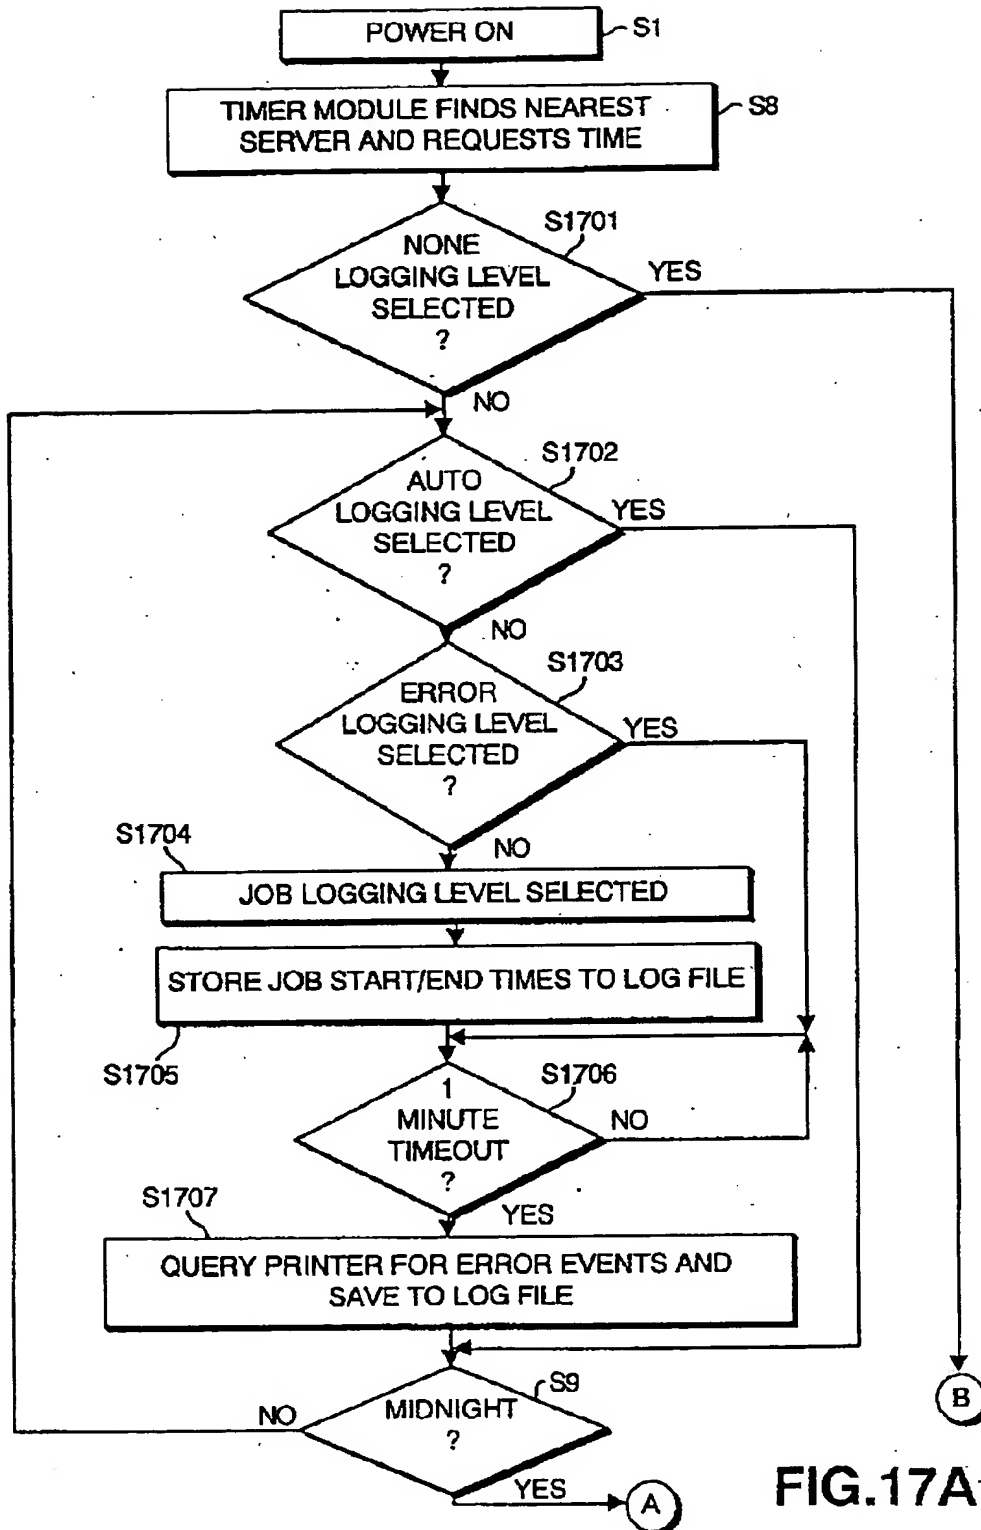 POWER ON
S1
TIMER MODULE FINDS NEAREST
SERVER AND REQUESTS TIME
S8
S1701
NONE
LOGGING LEVEL
SELECTED
?
YES
NO
S1702
AUTO
LOGGING LEVEL
SELECTED
?
YES
NO
S1703
ERROR
LOGGING LEVEL
SELECTED
?
YES
NO
S1704
JOB LOGGING LEVEL SELECTED
STORE JOB START/END TIMES TO LOG FILE
S1705
S1706
1
MINUTE
TIMEOUT
?
NO
YES
S1707
QUERY PRINTER FOR ERROR EVENTS AND
SAVE TO LOG FILE
S9
MIDNIGHT
?
NO
YES
A
B
FIG.17A